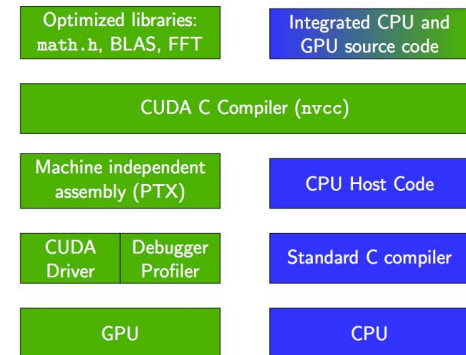 Optimized libraries:
math.h, BLAS, FFT
Integrated CPU and
GPU source code
CUDA C Compiler (nvcc)
Machine independent
assembly (PTX)
CPU Host Code
CUDA
Driver
Debugger
Profiler
Standard C compiler
GPU
CPU